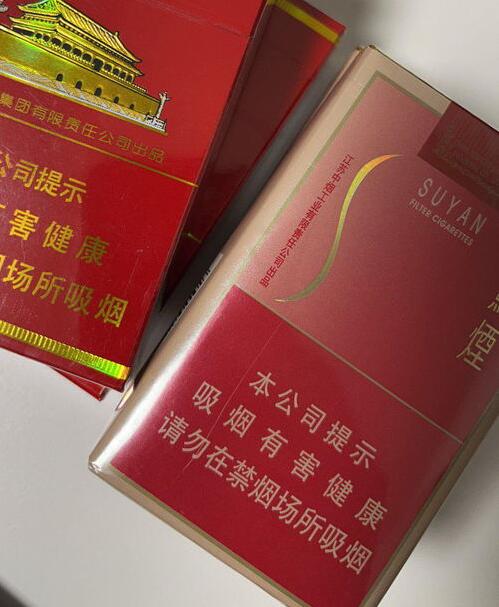 集团有限责任公司出品
公司提示
有害健康
场所吸烟
江苏中烟工业有限责任公司出品
SUYAN
FILTER CIGARETTES
煙
本公司提示
吸烟有害健康
请勿在禁烟场所吸烟